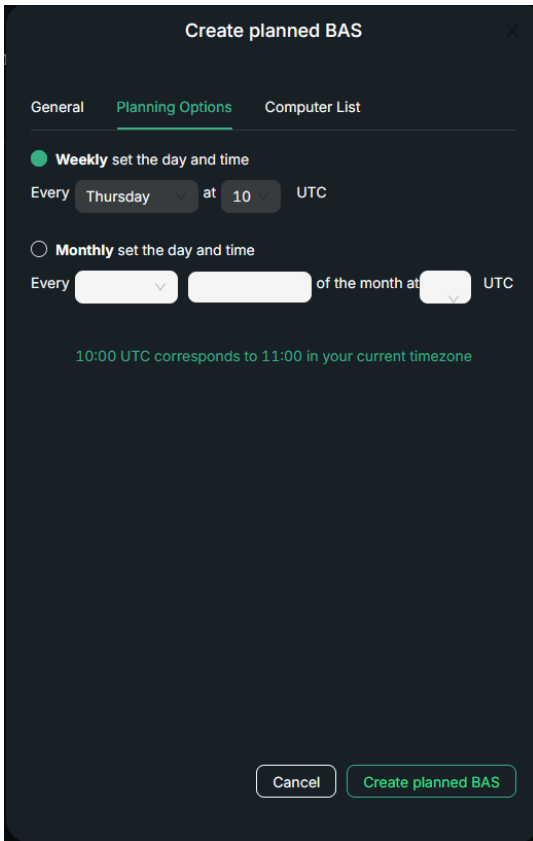 Create planned BAS
General Planning Options Computer List
Weekly set the day and time
Every Thursday at 10 UTC
Monthly set the day and time
Every of the month at UTC
10:00 UTC corresponds to 11:00 in your current timezone
Cancel Create planned BAS